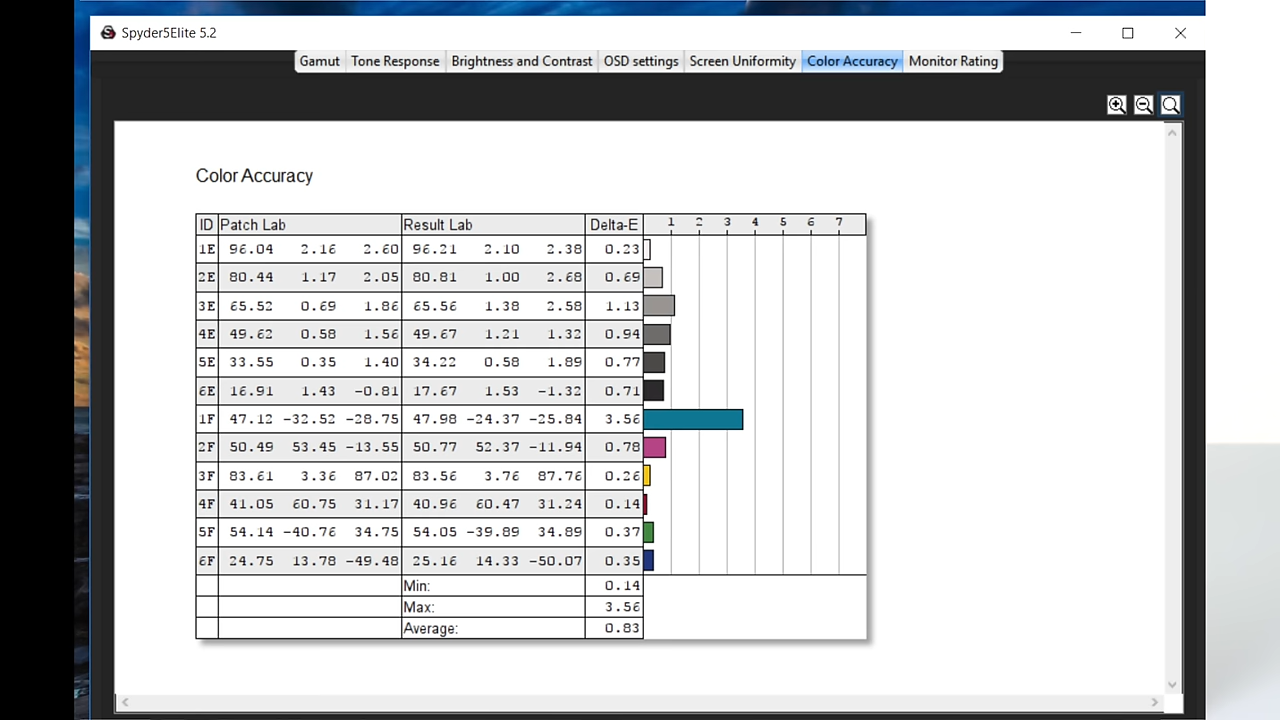 Spyder5Elite 5.2
Gamut Tone Response Brightness and Contrast OSD settings Screen Uniformity Color Accuracy Monitor Rating
Color Accuracy
ID Patch Lab Result Lab Delta-E 1 2 3 4 5 6 7
1E 96.04 2.16 2.60 96.21 2.10 2.38 0.23
2E 80.44 1.17 2.05 80.81 1.00 2.68 0.69
3E 65.52 0.69 1.86 65.56 1.38 2.58 1.13
4E 49.62 0.58 1.56 49.67 1.21 1.32 0.94
5E 33.55 0.35 1.40 34.22 0.58 1.89 0.77
6E 16.91 1.43 -0.81 17.67 1.53 -1.32 0.71
1F 47.12 -32.52 -28.75 47.98 -24.37 -25.84 3.56
2F 50.49 53.45 -13.55 50.77 52.37 -11.94 0.78
3F 83.61 3.36 87.02 83.56 3.76 87.76 0.26
4F 41.05 60.75 31.17 40.96 60.47 31.24 0.14
5F 54.14 -40.76 34.75 54.05 -39.89 34.89 0.37
6F 24.75 13.78 -49.48 25.16 14.33 -50.07 0.35
Min: 0.14
Max: 3.56
Average: 0.83